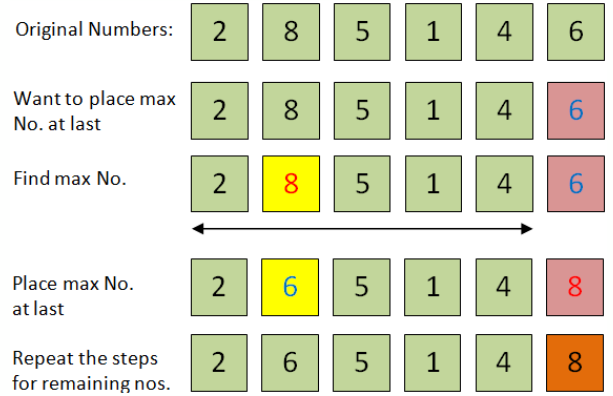 Original Numbers: 2 8 5 1 4 6
Want to place max
No. at last 2 8 5 1 4 6
Find max No. 2 8 5 1 4 6
Place max No.
at last 2 6 5 1 4 8
Repeat the steps
for remaining nos. 2 6 5 1 4 8